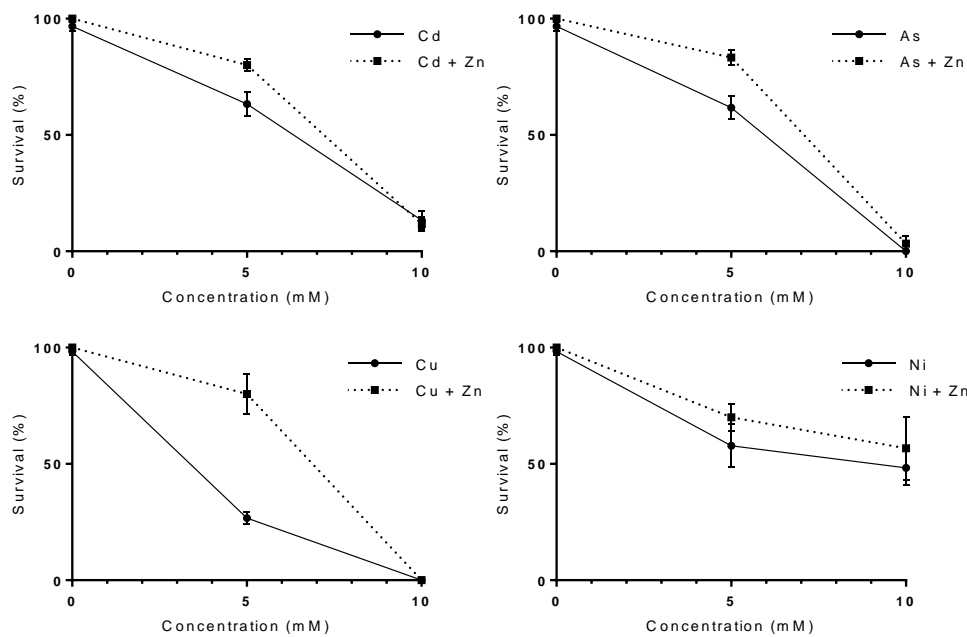 100
50
0
Survival (%)
Cd
Cd + Zn
0 5 10
Concentration (mM)
100
50
0
Survival (%)
As
As + Zn
0 5 10
Concentration (mM)
100
50
0
Survival (%)
Cu
Cu + Zn
0 5 10
Concentration (mM)
100
50
0
Survival (%)
Ni
Ni + Zn
0 5 10
Concentration (mM)